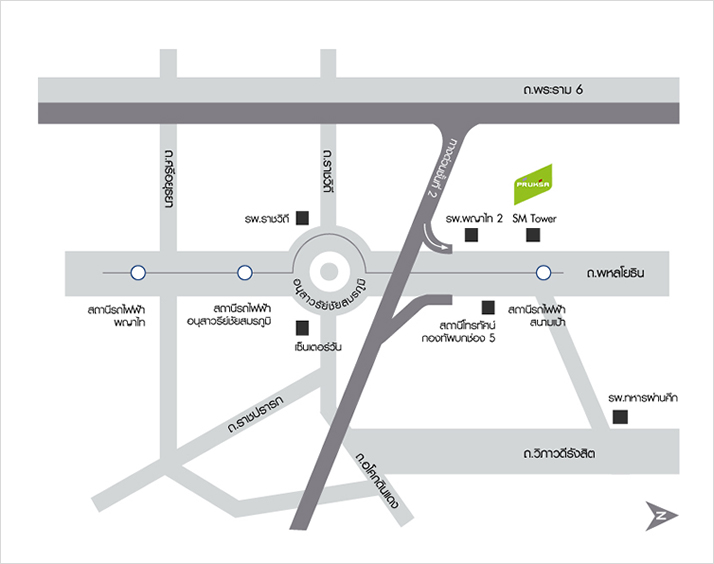 ถ.พระราม 6
ถ.ศรีอยุธยา
ถ.ราชวิถี
ทางด่วนขั้นที่ 2
PRUKSA
รพ.ราชวิถี
รพ.พญาไท 2
SM Tower
ถ.พหลโยธิน
อนุสาวรีย์ชัยสมรภูมิ
สถานีรถไฟฟ้า
พญาไท
สถานีรถไฟฟ้า
อนุสาวรีย์ชัยสมรภูมิ
เซ็นเตอร์วัน
สถานีโทรทัศน์
กองทัพบกช่อง 5
สถานีรถไฟฟ้า
สนามเป้า
รพ.ทหารผ่านศึก
ถ.ราชปรารภ
ถ.อโศกดินแดง
ถ.วิภาวดีรังสิต
N